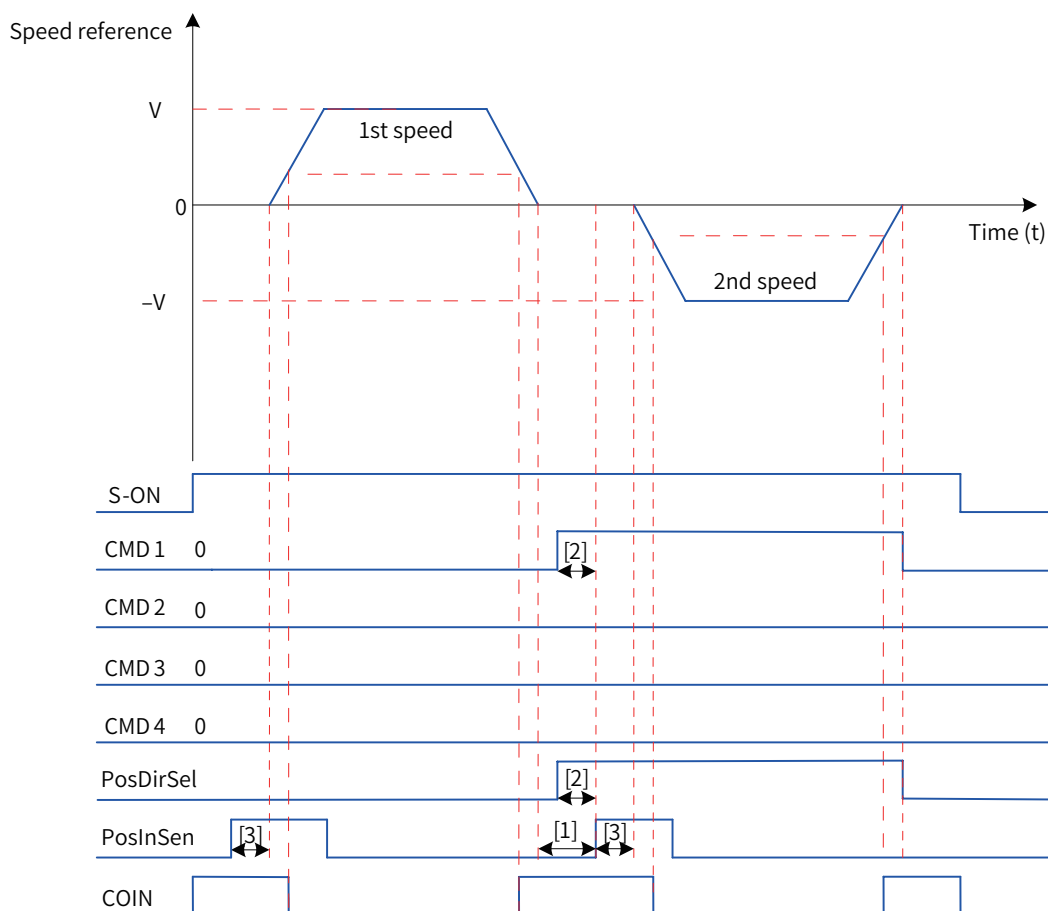 Speed reference
V
1st speed
0
Time (t)
2nd speed
–V
S-ON
CMD 1 0
[2]
CMD 2 0
CMD 3 0
CMD 4 0
PosDirSel
[2]
PosInSen
[3]
[1]
[3]
COIN